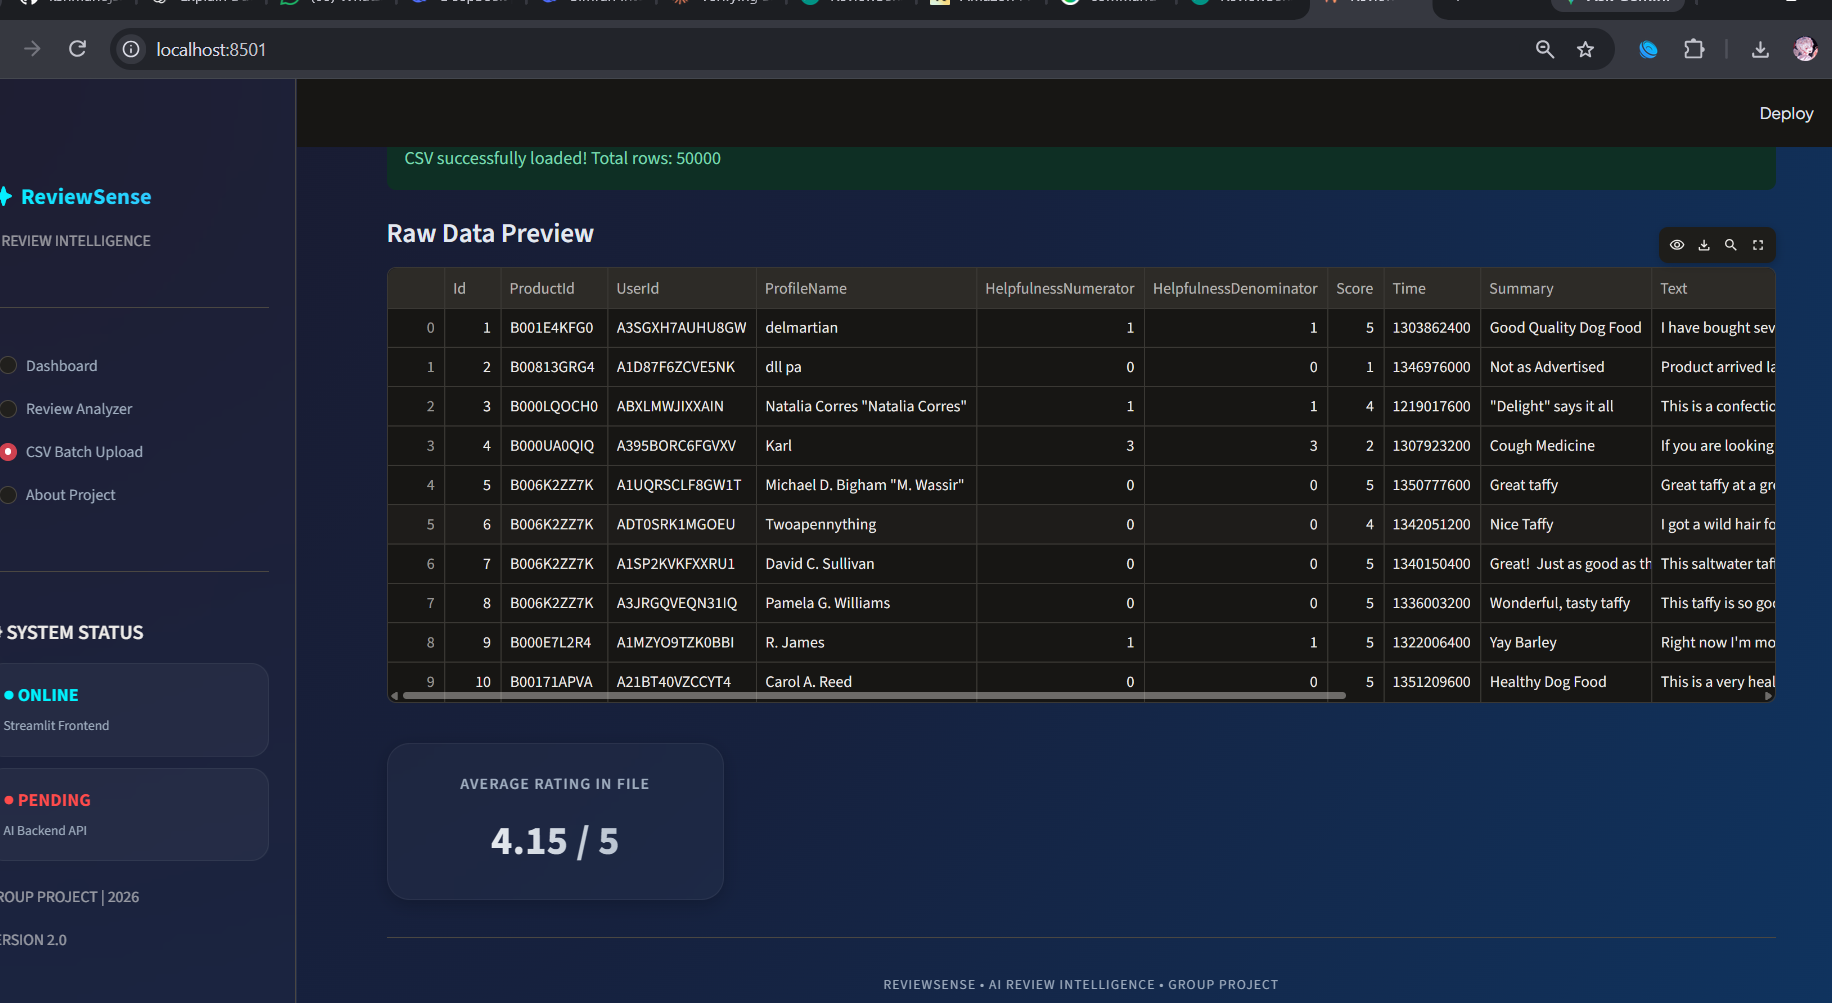 localhost:8501
Deploy
ReviewSense
REVIEW INTELLIGENCE
Dashboard
Review Analyzer
CSV Batch Upload
About Project
SYSTEM STATUS
ONLINE
Streamlit Frontend
PENDING
AI Backend API
ROUP PROJECT | 2026
ERSION 2.0
CSV successfully loaded! Total rows: 50000
Raw Data Preview
Id ProductId UserId ProfileName HelpfulnessNumerator HelpfulnessDenominator Score Time Summary Text
0 1 B001E4KFG0 A3SGXH7AUHU8GW delmartian 1 1 5 1303862400 Good Quality Dog Food I have bought sev
1 2 B00813GRG4 A1D87F6ZCVE5NK dll pa 0 0 1 1346976000 Not as Advertised Product arrived la
2 3 B000LQOCH0 ABXLMWJIXXAIN Natalia Corres "Natalia Corres" 1 1 4 1219017600 "Delight" says it all This is a confectio
3 4 B000UA0QIQ A395BORC6FGVXV Karl 3 3 2 1307923200 Cough Medicine If you are looking
4 5 B006K2ZZ7K A1UQRSCLF8GW1T Michael D. Bigham "M. Wassir" 0 0 5 1350777600 Great taffy Great taffy at a gre
5 6 B006K2ZZ7K ADT0SRK1MGOEU Twoapennything 0 0 4 1342051200 Nice Taffy I got a wild hair fo
6 7 B006K2ZZ7K A1SP2KVKFXXRU1 David C. Sullivan 0 0 5 1340150400 Great! Just as good as th This saltwater taf
7 8 B006K2ZZ7K A3JRGQVEQN31IQ Pamela G. Williams 0 0 5 1336003200 Wonderful, tasty taffy This taffy is so goo
8 9 B000E7L2R4 A1MZYO9TZK0BBI R. James 1 1 5 1322006400 Yay Barley Right now I'm mo
9 10 B00171APVA A21BT40VZCCYT4 Carol A. Reed 0 0 5 1351209600 Healthy Dog Food This is a very heal
AVERAGE RATING IN FILE
4.15 / 5
REVIEWSENSE • AI REVIEW INTELLIGENCE • GROUP PROJECT